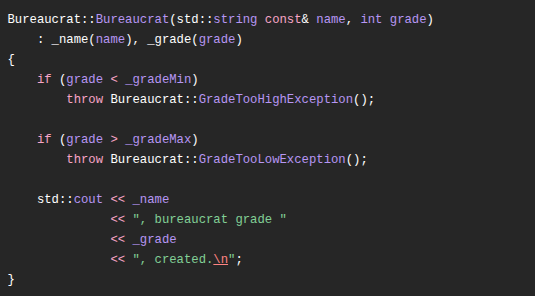 Bureaucrat::Bureaucrat(std::string const& name, int grade)
    : _name(name), _grade(grade)
{
    if (grade < _gradeMin)
        throw Bureaucrat::GradeTooHighException();

    if (grade > _gradeMax)
        throw Bureaucrat::GradeTooLowException();

    std::cout << _name
              << ", bureaucrat grade "
              << _grade
              << ", created.\n";
}